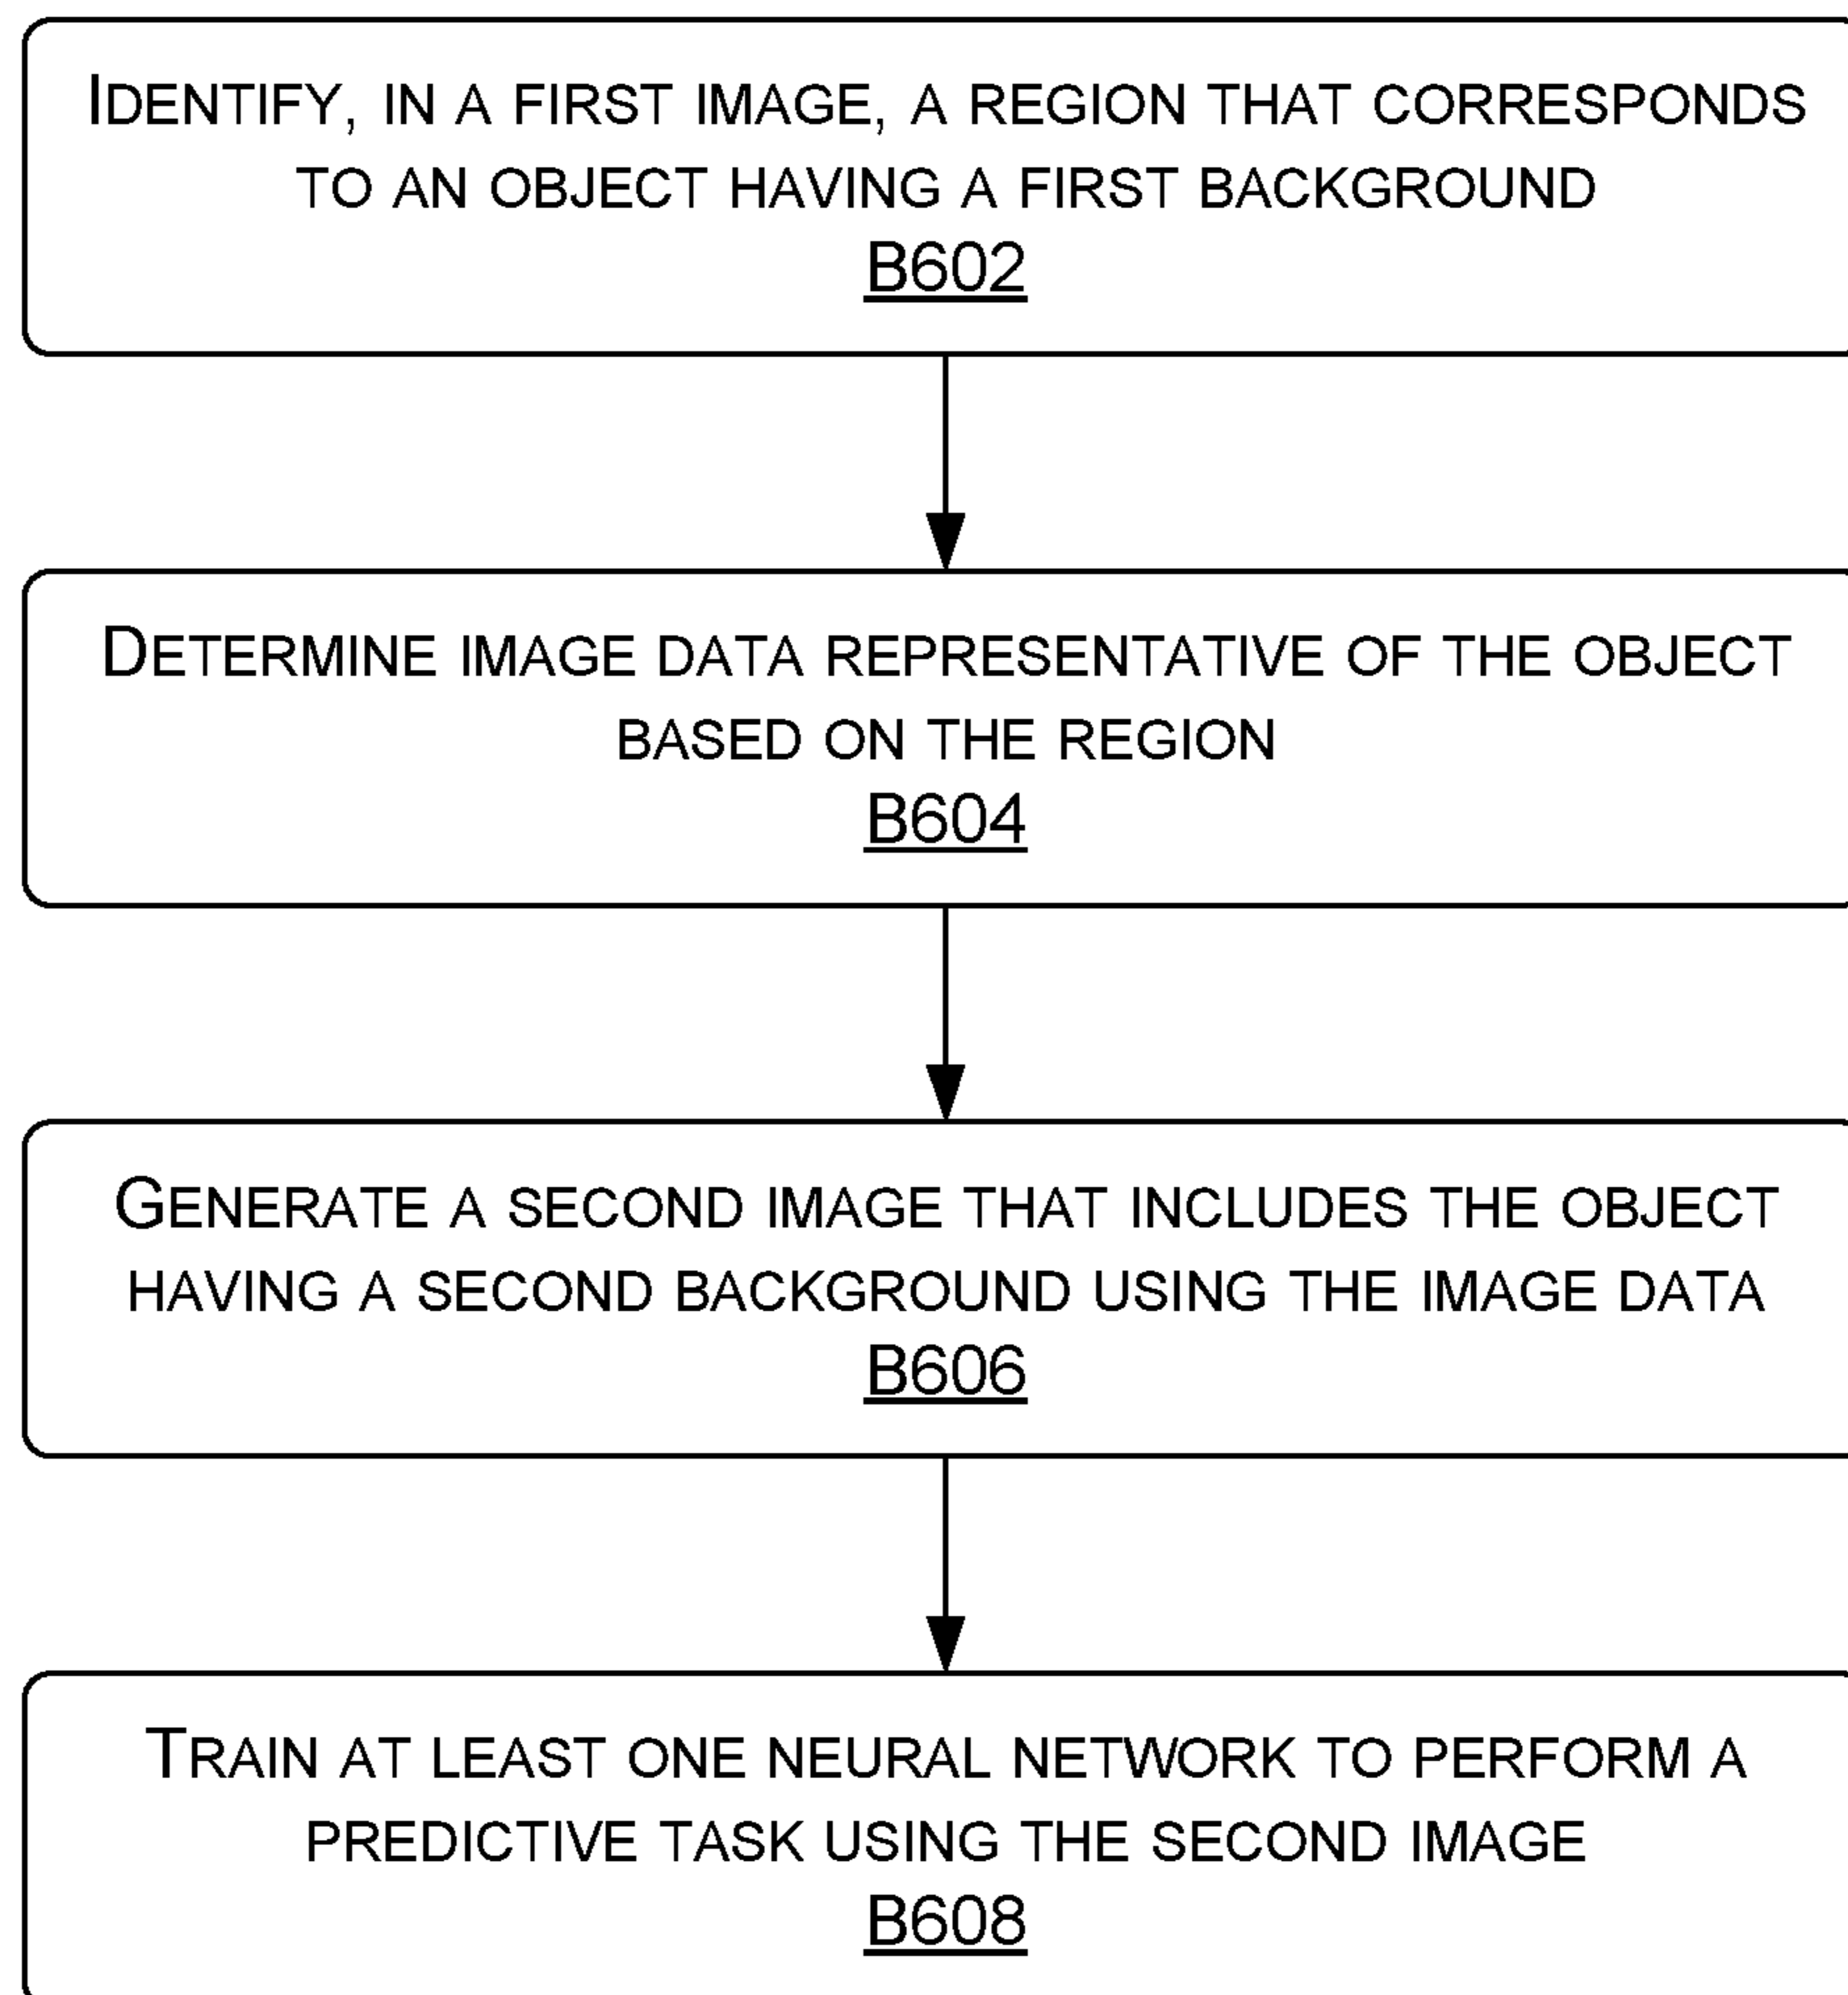 IDENTIFY, IN A FIRST IMAGE, A REGION THAT CORRESPONDS
TO AN OBJECT HAVING A FIRST BACKGROUND
B602
DETERMINE IMAGE DATA REPRESENTATIVE OF THE OBJECT
BASED ON THE REGION
B604
GENERATE A SECOND IMAGE THAT INCLUDES THE OBJECT
HAVING A SECOND BACKGROUND USING THE IMAGE DATA
B606
TRAIN AT LEAST ONE NEURAL NETWORK TO PERFORM A
PREDICTIVE TASK USING THE SECOND IMAGE
B608